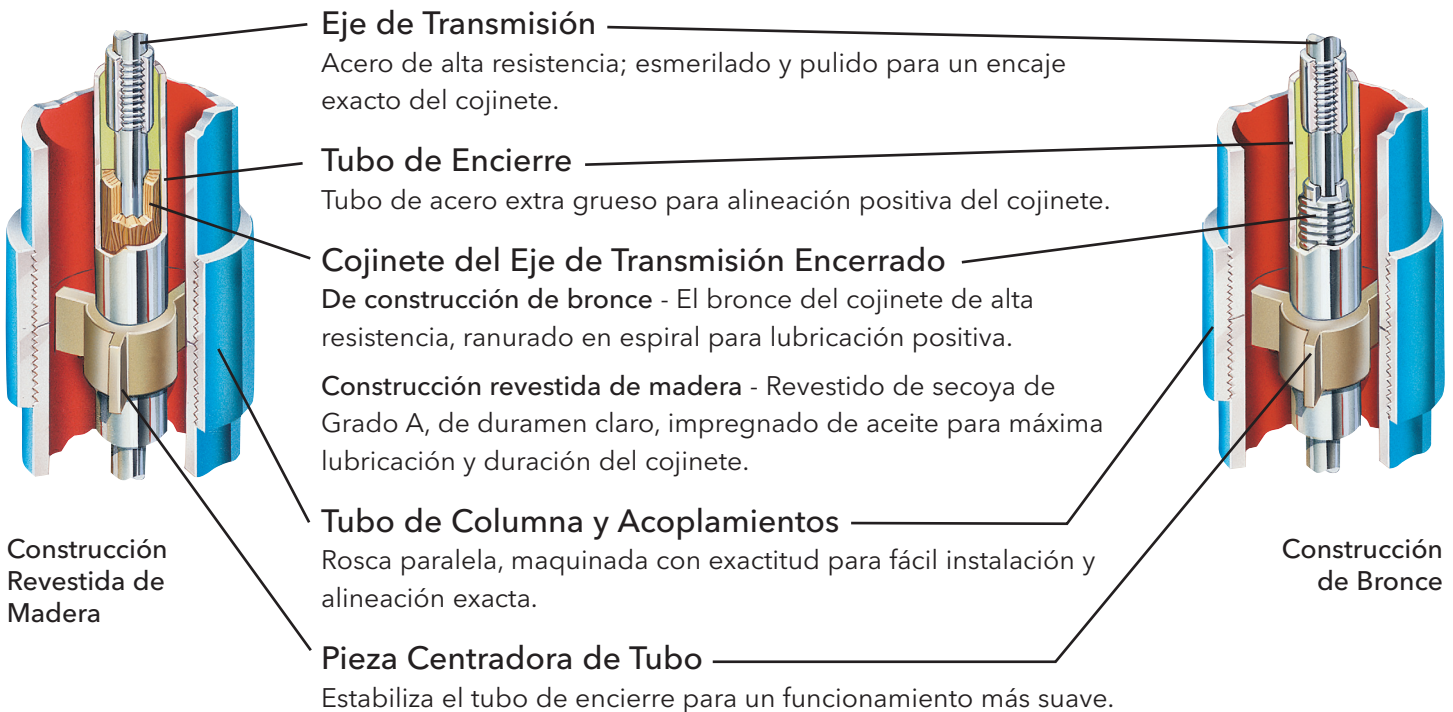 Eje de Transmisión
Acero de alta resistencia; esmerilado y pulido para un encaje
exacto del cojinete.
Tubo de Encierre
Tubo de acero extra grueso para alineación positiva del cojinete.
Cojinete del Eje de Transmisión Encerrado
De construcción de bronce - El bronce del cojinete de alta
resistencia, ranurado en espiral para lubricación positiva.
Construcción revestida de madera - Revestido de secoya de
Grado A, de duramen claro, impregnado de aceite para máxima
lubricación y duración del cojinete.
Tubo de Columna y Acoplamientos
Rosca paralela, maquinada con exactitud para fácil instalación y
alineación exacta.
Pieza Centradora de Tubo
Estabiliza el tubo de encierre para un funcionamiento más suave.
Construcción
Revestida de
Madera
Construcción
de Bronce